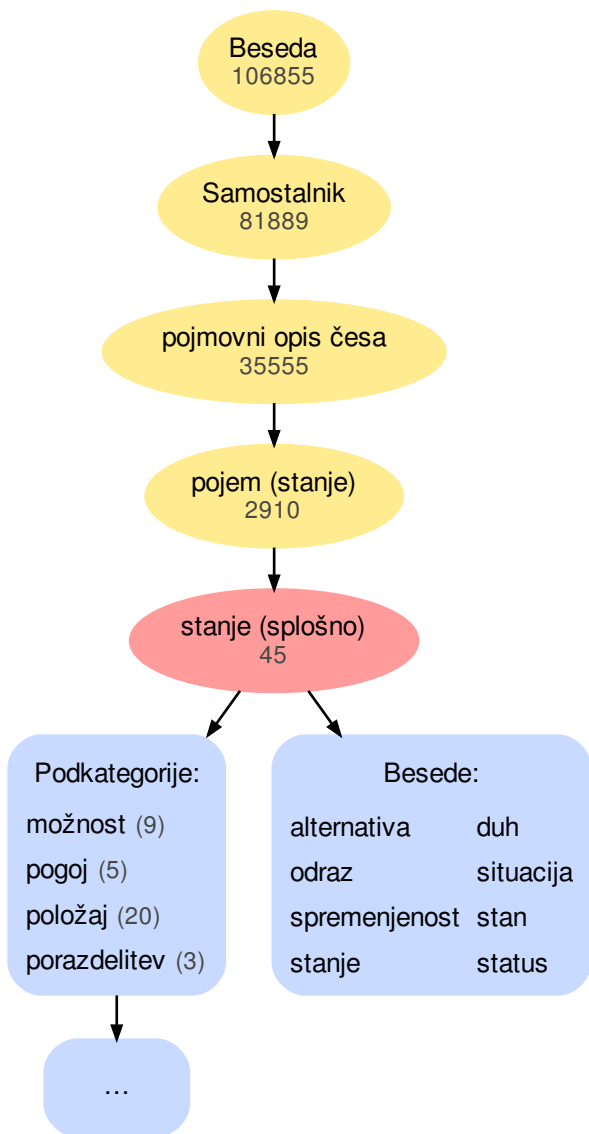 Beseda
106855
Samostalnik
81889
pojmovni opis česa
35555
pojem (stanje)
2910
stanje (splošno)
45
Podkategorije:
možnost (9)
pogoj (5)
položaj (20)
porazdelitev (3)
Besede:
alternativa duh
odraz situacija
spremenjenost stan
stanje status
...